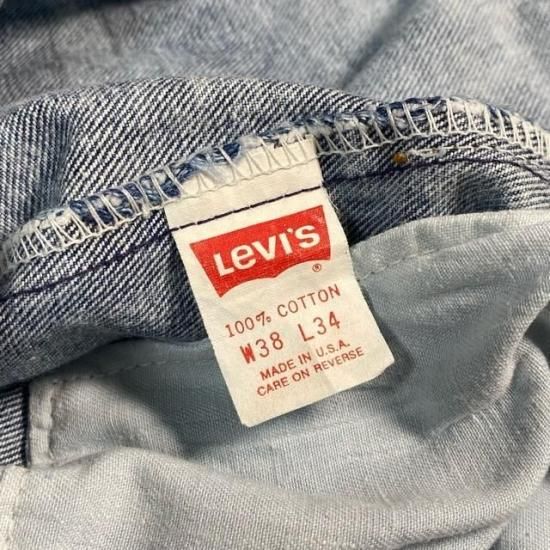 Levi's
®
100% COTTON
W38 L34
MADE IN U.S.A.
CARE ON REVERSE